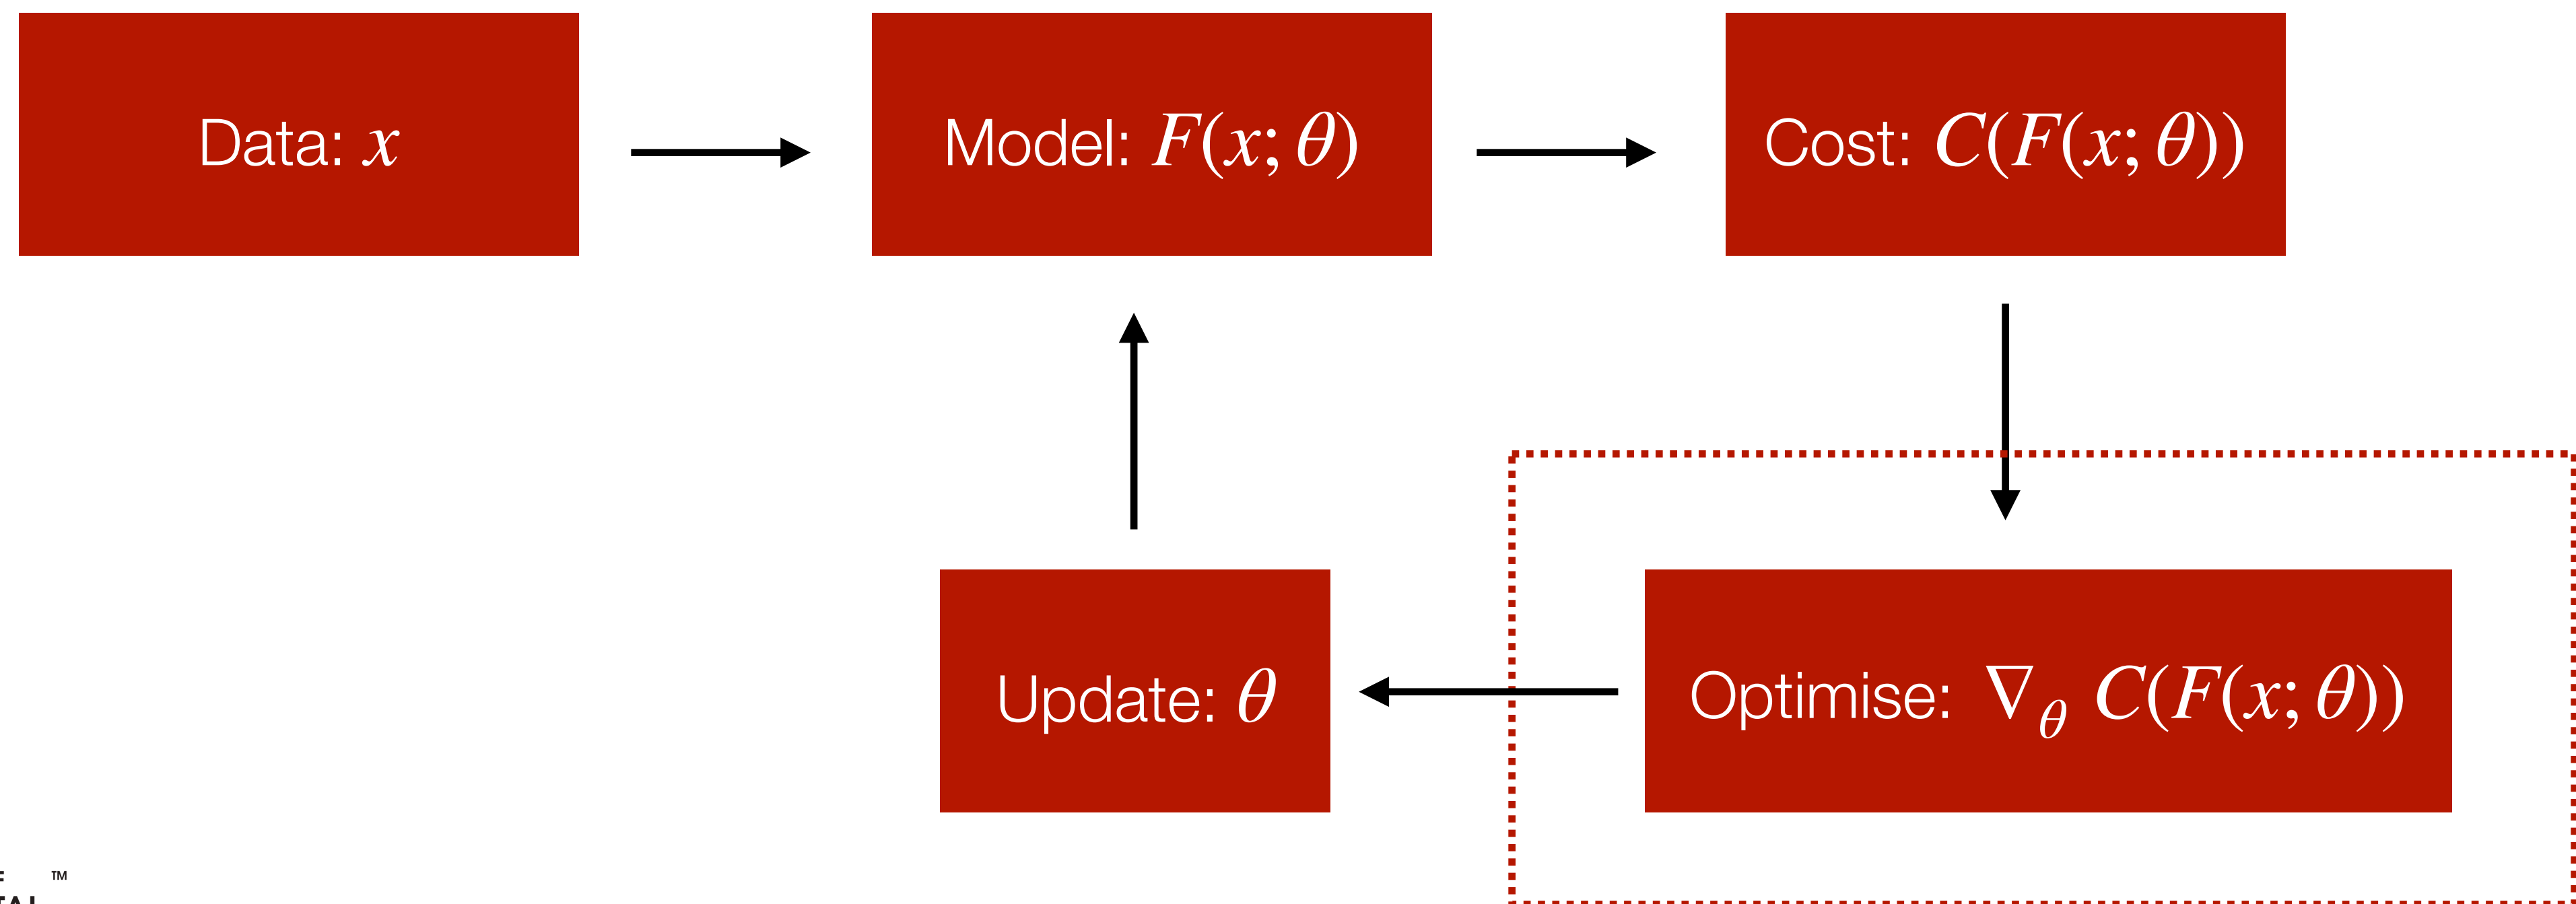 Data: x
Model: F(x; θ)
Cost: C(F(x; θ))
Update: θ
Optimise: ∇θ C(F(x; θ))
™